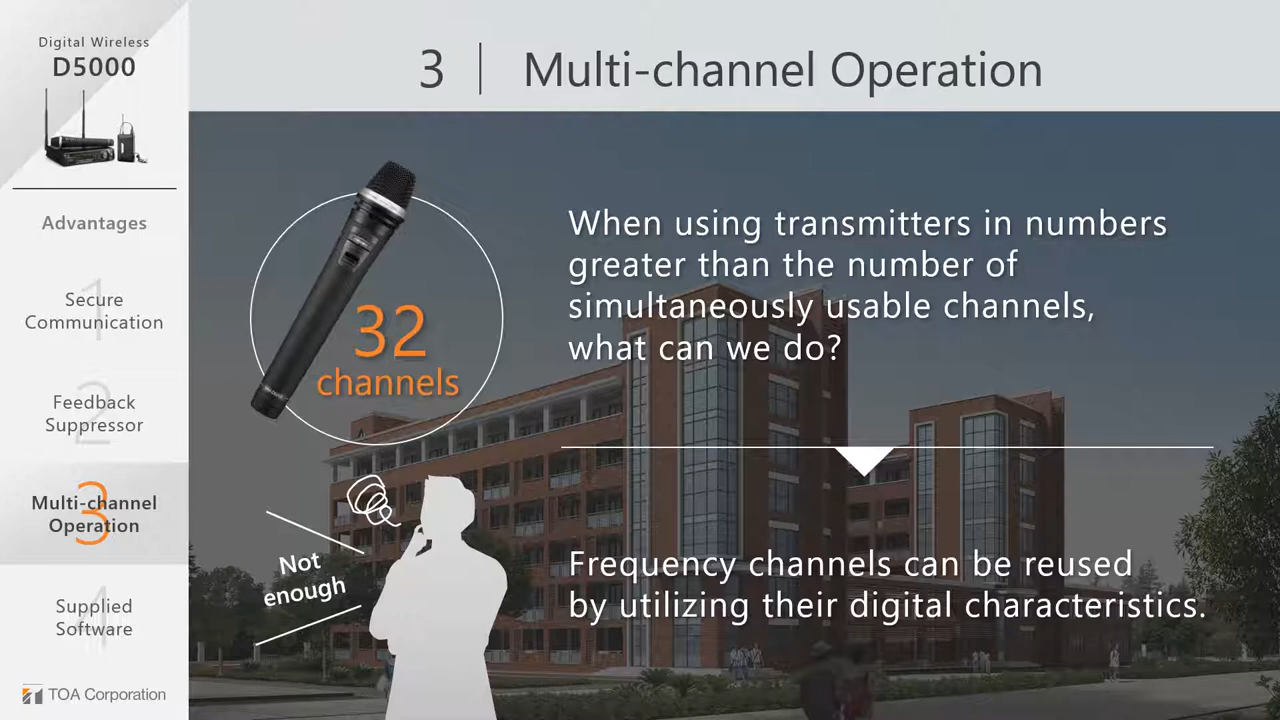 Digital Wireless
D5000
Advantages
1
Secure
Communication
2
Feedback
Suppressor
3
Multi-channel
Operation
4
Supplied
Software
TOA Corporation
3 | Multi-channel Operation
32
channels
When using transmitters in numbers
greater than the number of
simultaneously usable channels,
what can we do?
Not
enough
Frequency channels can be reused
by utilizing their digital characteristics.